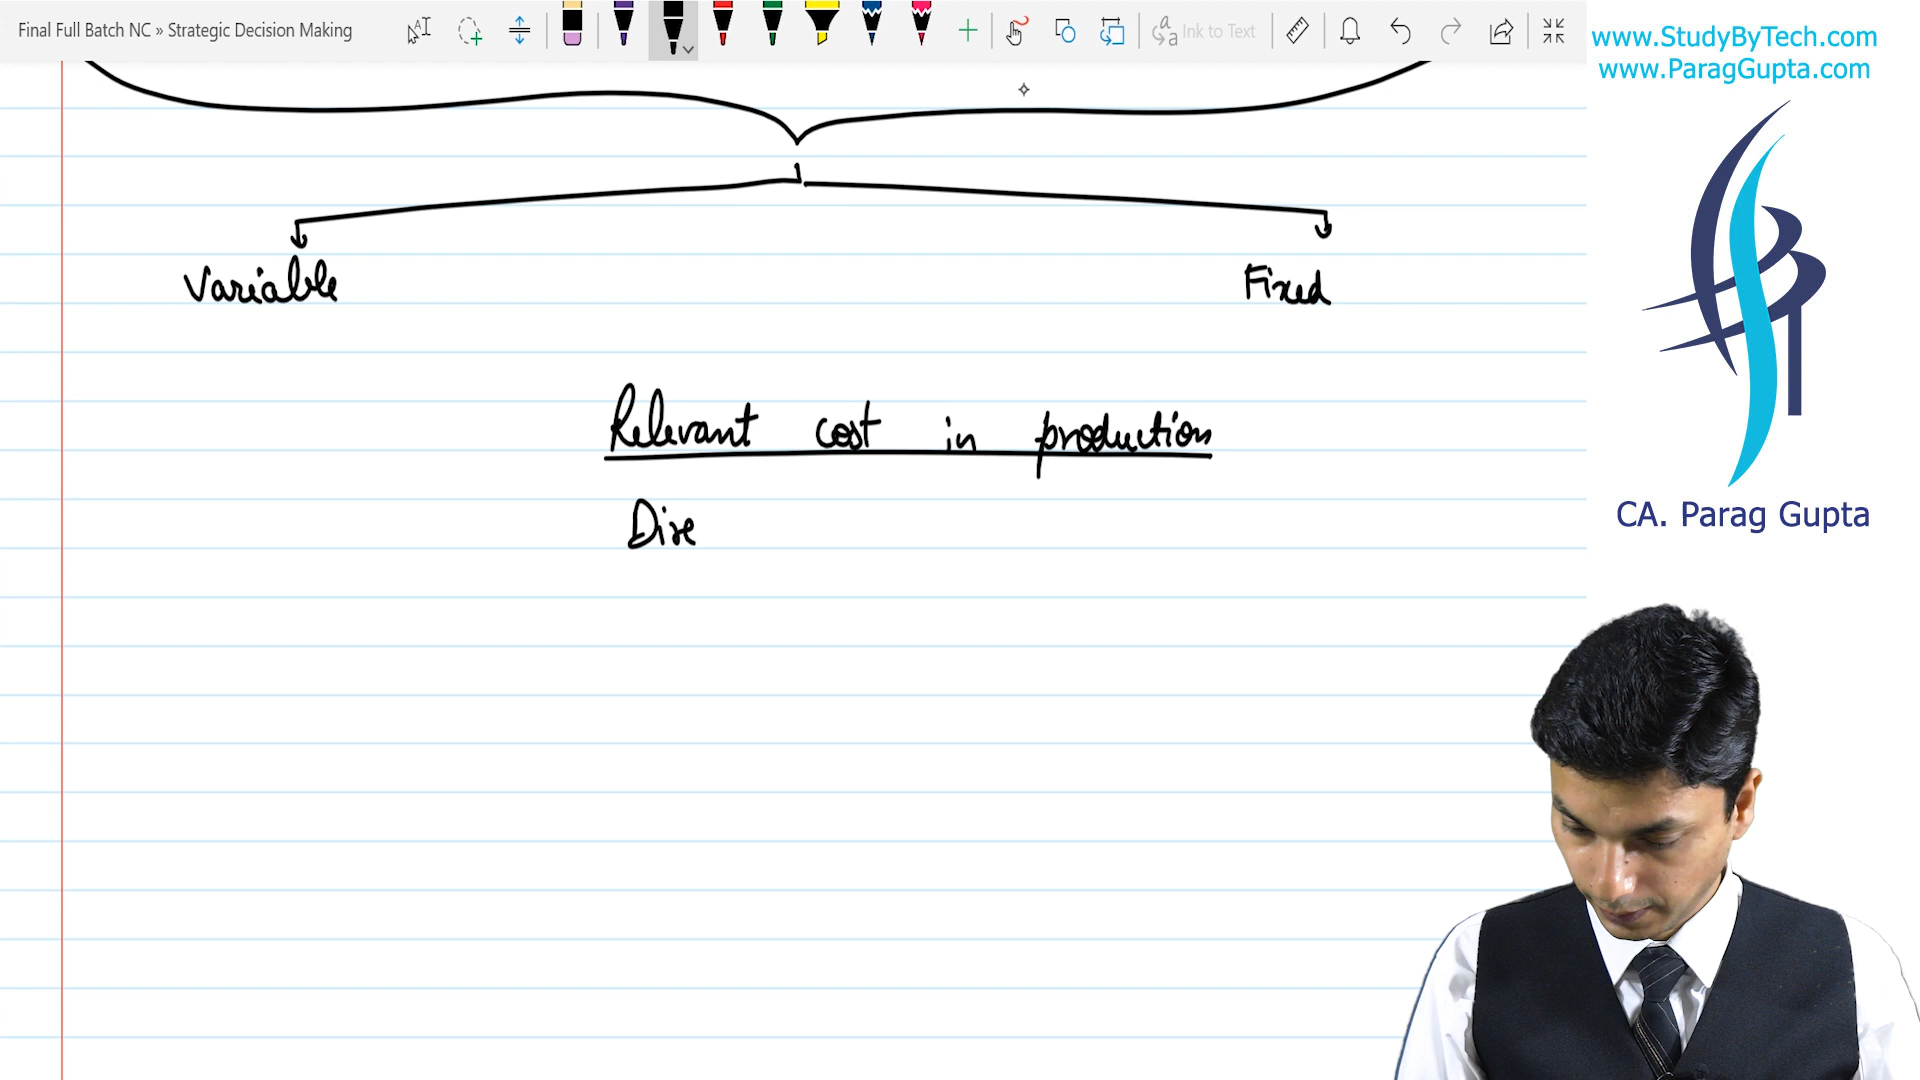 Final Full Batch NC » Strategic Decision Making
Ink to Text
www.StudyByTech.com
www.ParagGupta.com
Variable
Fixed
Relevant cost in production
Dire
CA. Parag Gupta